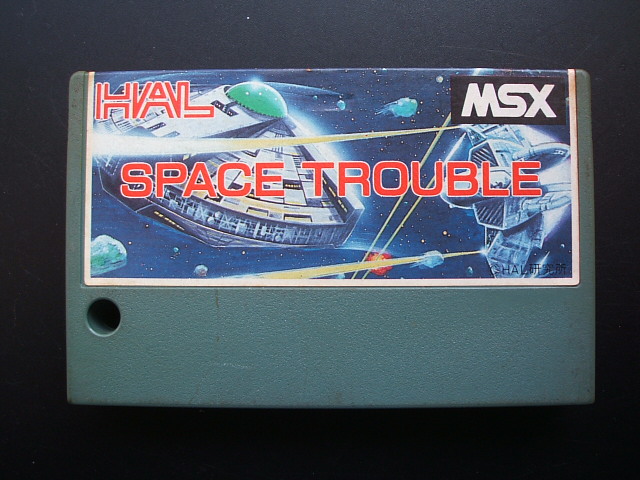 HAL
MSX
SPACE TROUBLE
© HAL研究所